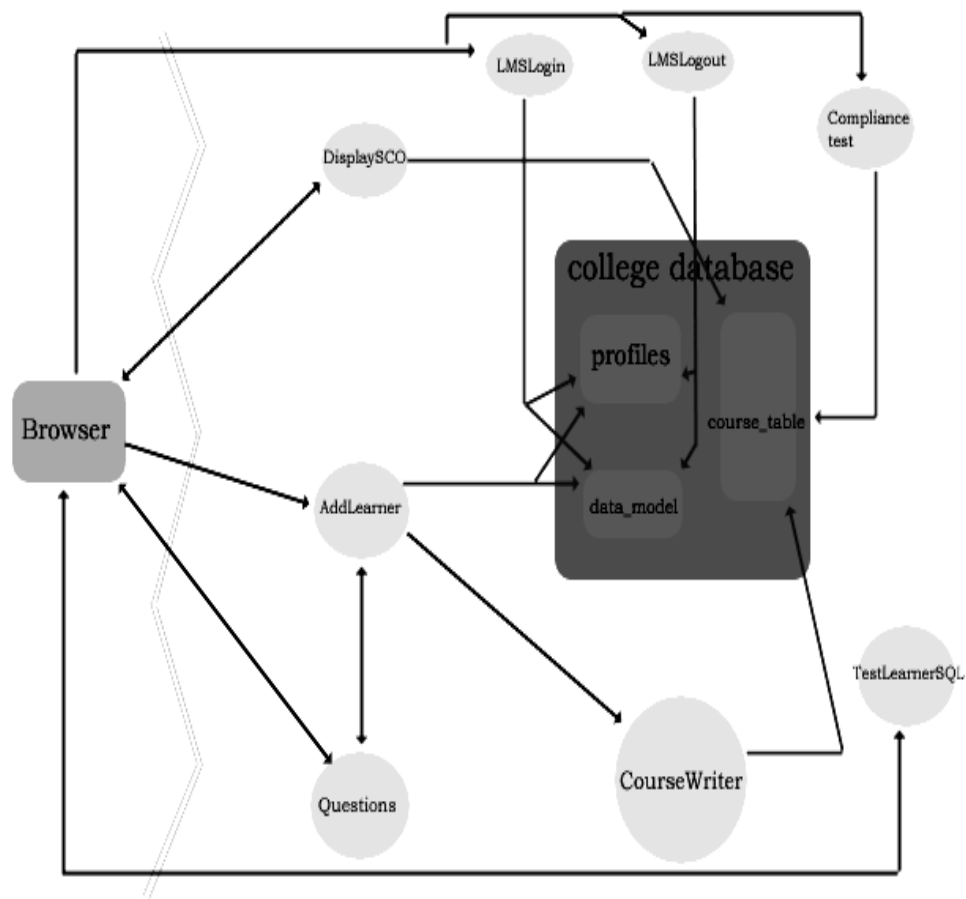 LMSLogin
LMSLogout
Compliance
test
DisplaySCO
college database
profiles
course_table
Browser
data_model
AddLearner
TestLearnerSQL
CourseWriter
Questions